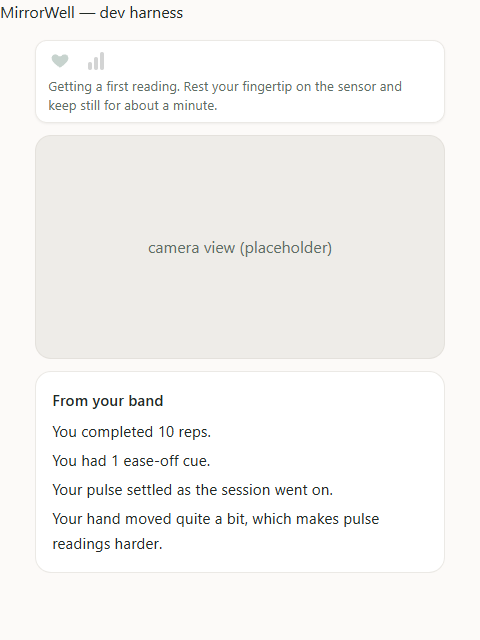 MirrorWell — dev harness
Getting a first reading. Rest your fingertip on the sensor and
keep still for about a minute.
camera view (placeholder)
From your band
You completed 10 reps.
You had 1 ease-off cue.
Your pulse settled as the session went on.
Your hand moved quite a bit, which makes pulse
readings harder.